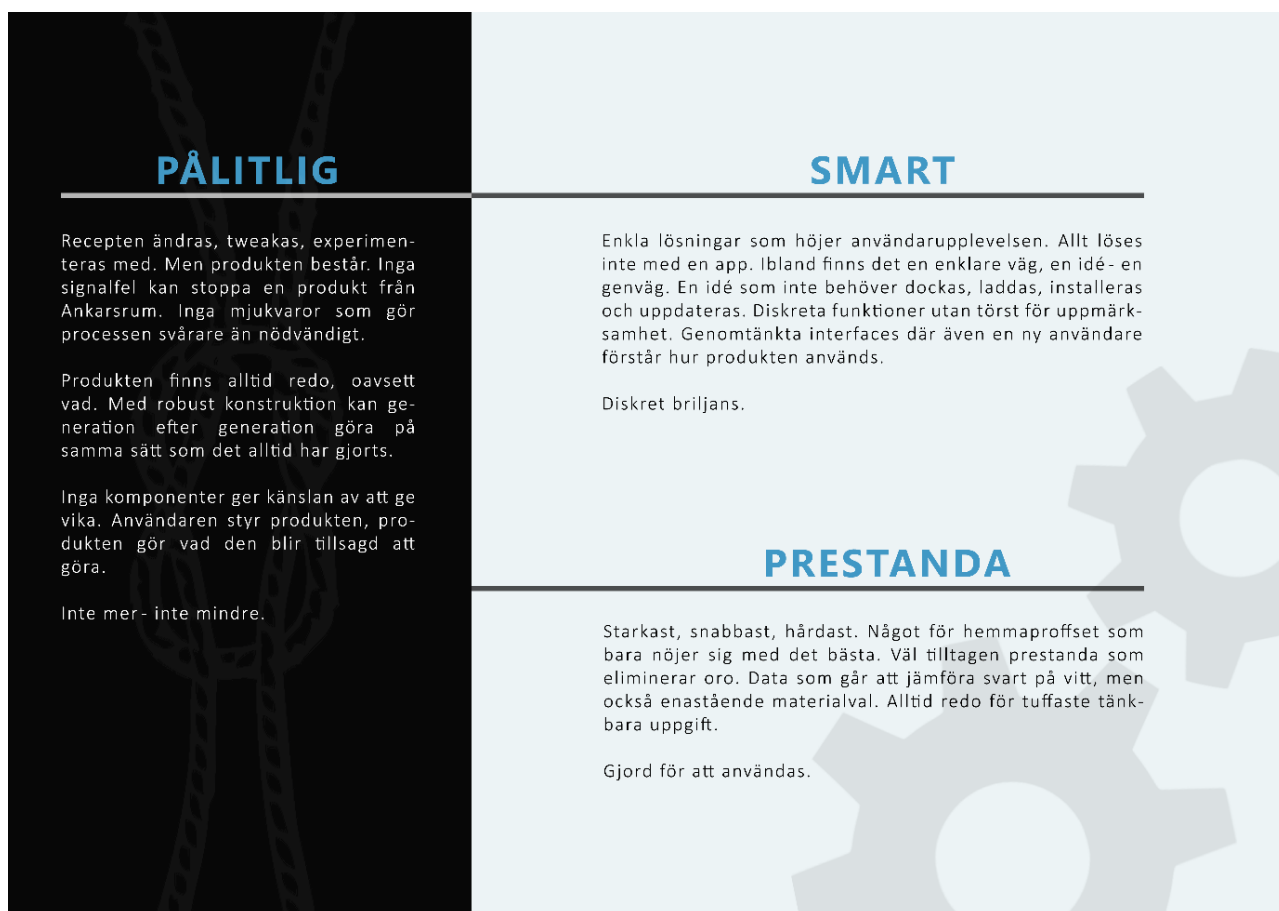 PÅLITLIG
Recepten ändras, tweakas, experimen-
teras med. Men produkten består. Inga
signalfel kan stoppa en produkt från
Ankarsrum. Inga mjukvaror som gör
processen svårare än nödvändigt.
Produkten finns alltid redo, oavsett
vad. Med robust konstruktion kan ge-
neration efter generation göra på
samma sätt som det alltid har gjorts.
Inga komponenter ger känslan av att ge
vika. Användaren styr produkten, pro-
dukten gör vad den blir tillsagd att
göra.
Inte mer - inte mindre.
SMART
Enkla lösningar som höjer användarupplevelsen. Allt löses
inte med en app. Ibland finns det en enklare väg, en idé - en
genväg. En idé som inte behöver dockas, laddas, installeras
och uppdateras. Diskreta funktioner utan törst för uppmärk-
samhet. Genomtänkta interfaces där även en ny användare
förstår hur produkten används.
Diskret briljans.
PRESTANDA
Starkast, snabbast, hårdast. Något för hemmaproffset som
bara nöjer sig med det bästa. Väl tilltagen prestanda som
eliminerar oro. Data som går att jämföra svart på vitt, men
också enastående materialval. Alltid redo för tuffaste tänk-
bara uppgift.
Gjord för att användas.